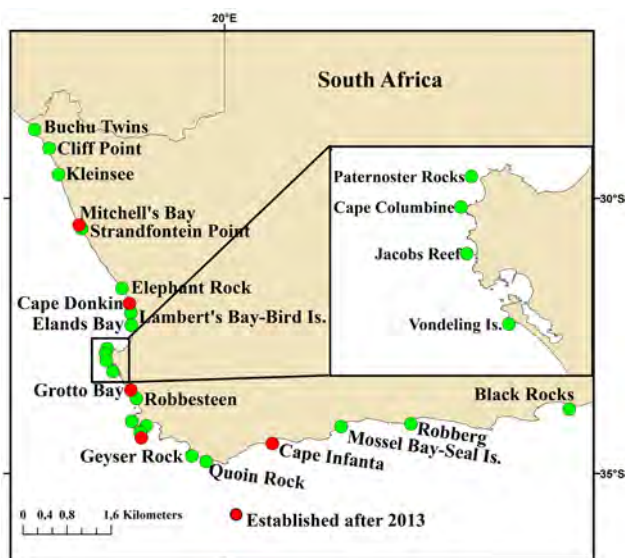 20°E
South Africa
Buchu Twins
Cliff Point
Kleinsee
Paternoster Rocks
30°S
Cape Columbine
Mitchell's Bay
Strandfontein Point
Jacobs Reef
Elephant Rock
Cape Donkin
Lambert's Bay-Bird Is.
Elands Bay
Vondeling Is.
Grotto Bay
Robbesteen
Black Rocks
Robberg
Mossel Bay-Seal Is.
Geyser Rock
Cape Infanta
Quoin Rock
35°S
0 0,4 0,8 1,6 Kilometers
Established after 2013